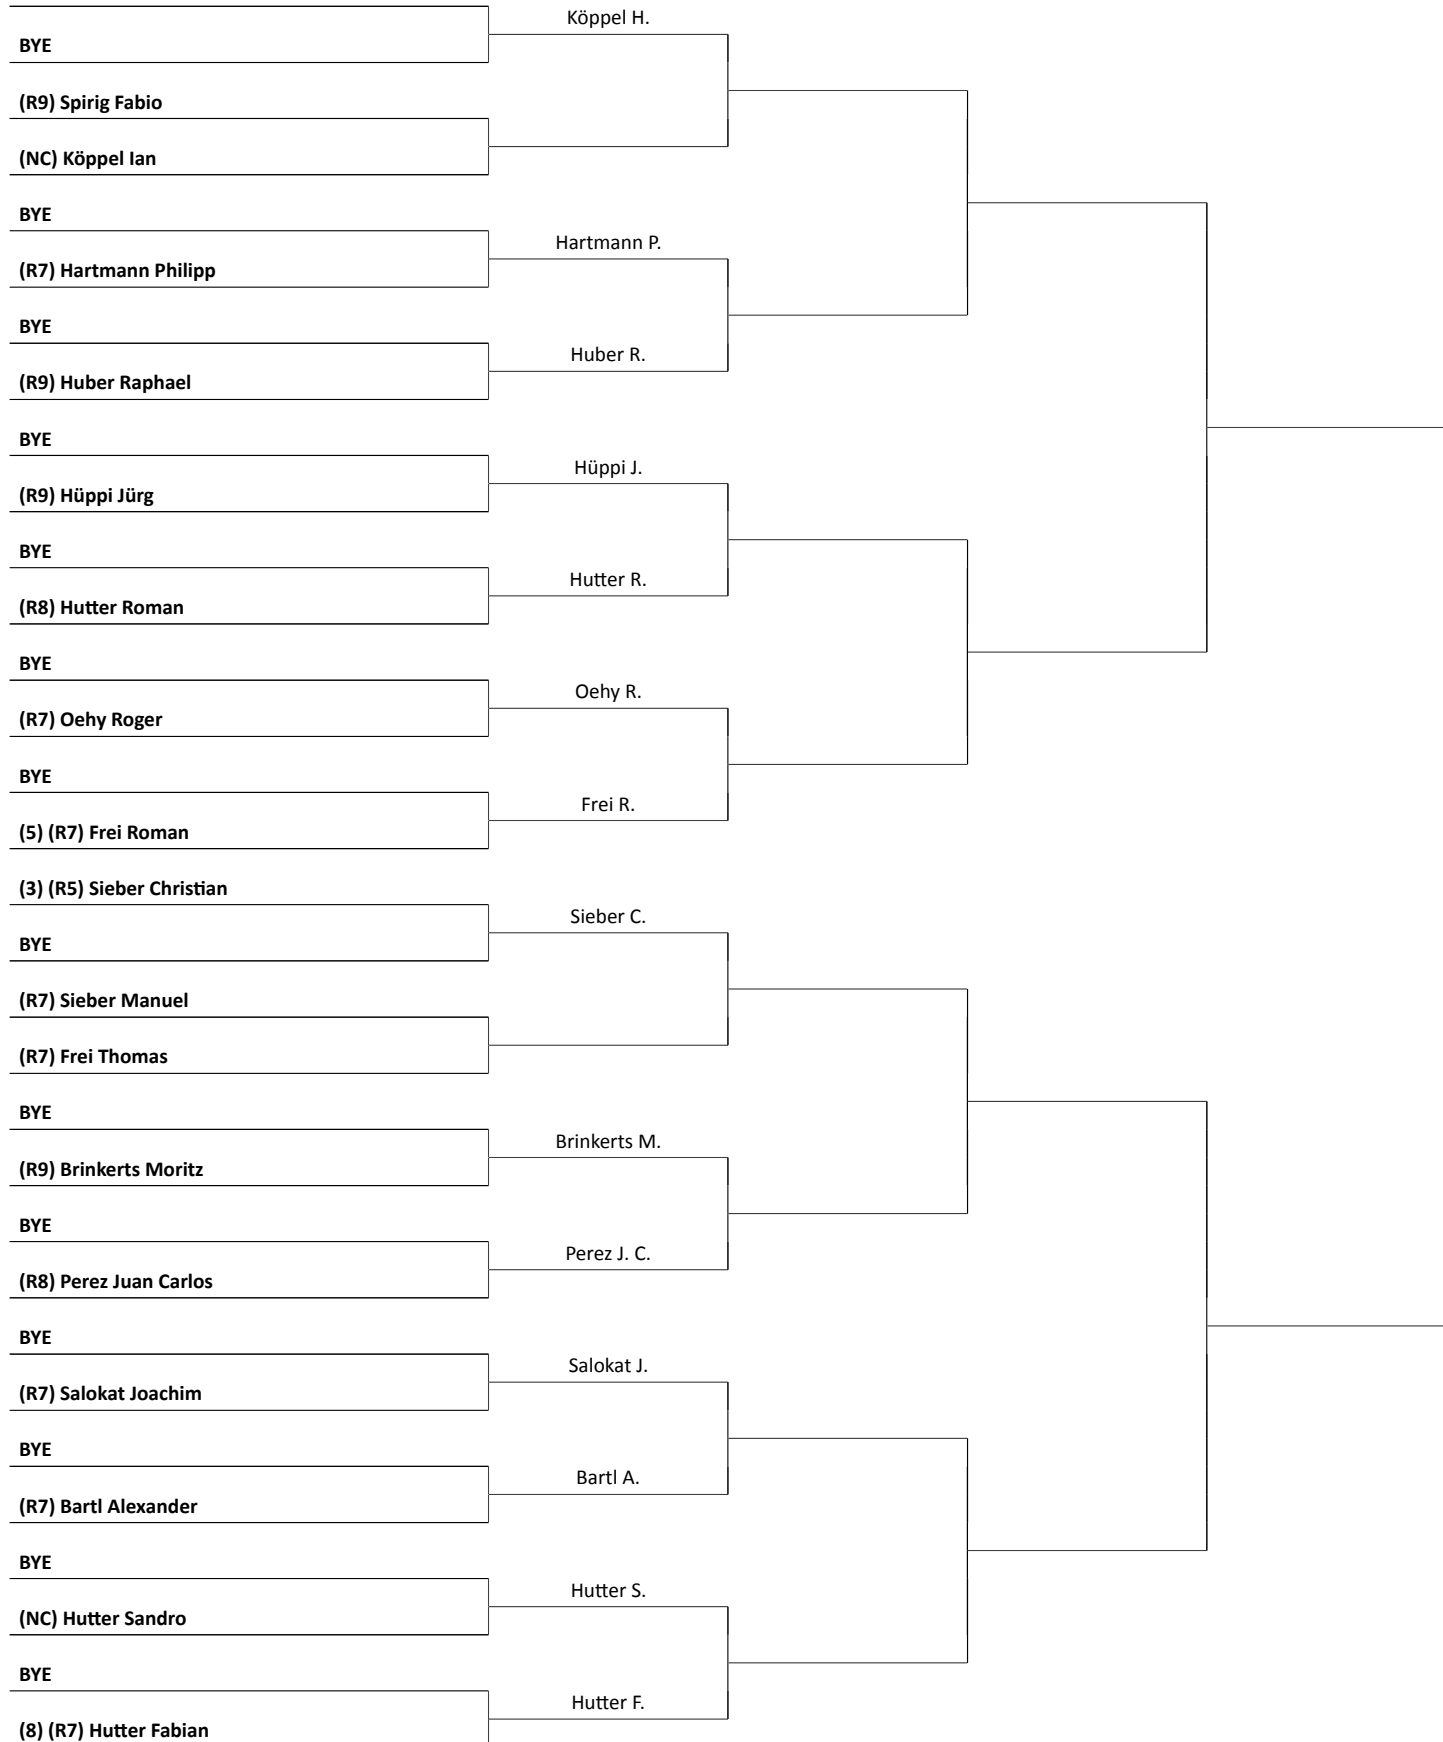 Köppel H.
BYE
(R9) Spirig Fabio
(NC) Köppel Ian
BYE
Hartmann P.
(R7) Hartmann Philipp
BYE
Huber R.
(R9) Huber Raphael
BYE
Hüppi J.
(R9) Hüppi Jürg
BYE
Hutter R.
(R8) Hutter Roman
BYE
Oehy R.
(R7) Oehy Roger
BYE
Frei R.
(5) (R7) Frei Roman
(3) (R5) Sieber Christian
Sieber C.
BYE
(R7) Sieber Manuel
(R7) Frei Thomas
BYE
Brinkerts M.
(R9) Brinkerts Moritz
BYE
Perez J. C.
(R8) Perez Juan Carlos
BYE
Salokat J.
(R7) Salokat Joachim
BYE
Bartl A.
(R7) Bartl Alexander
BYE
Hutter S.
(NC) Hutter Sandro
BYE
Hutter F.
(8) (R7) Hutter Fabian